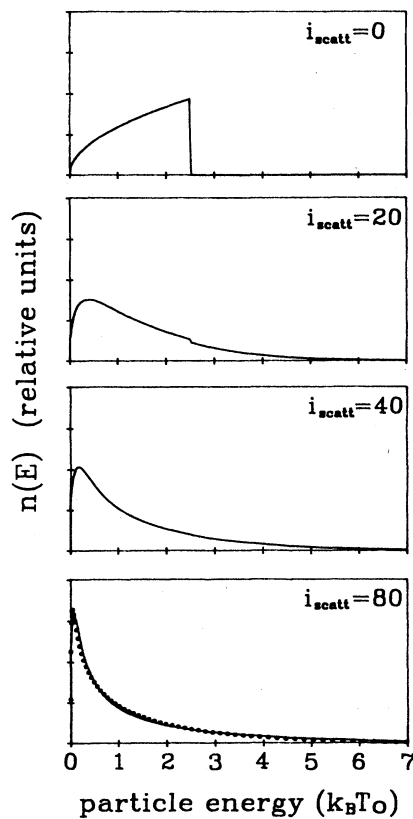 i_scatt=0
i_scatt=20
i_scatt=40
i_scatt=80
n(E) (relative units)
0 1 2 3 4 5 6 7
particle energy (k_BT_O)